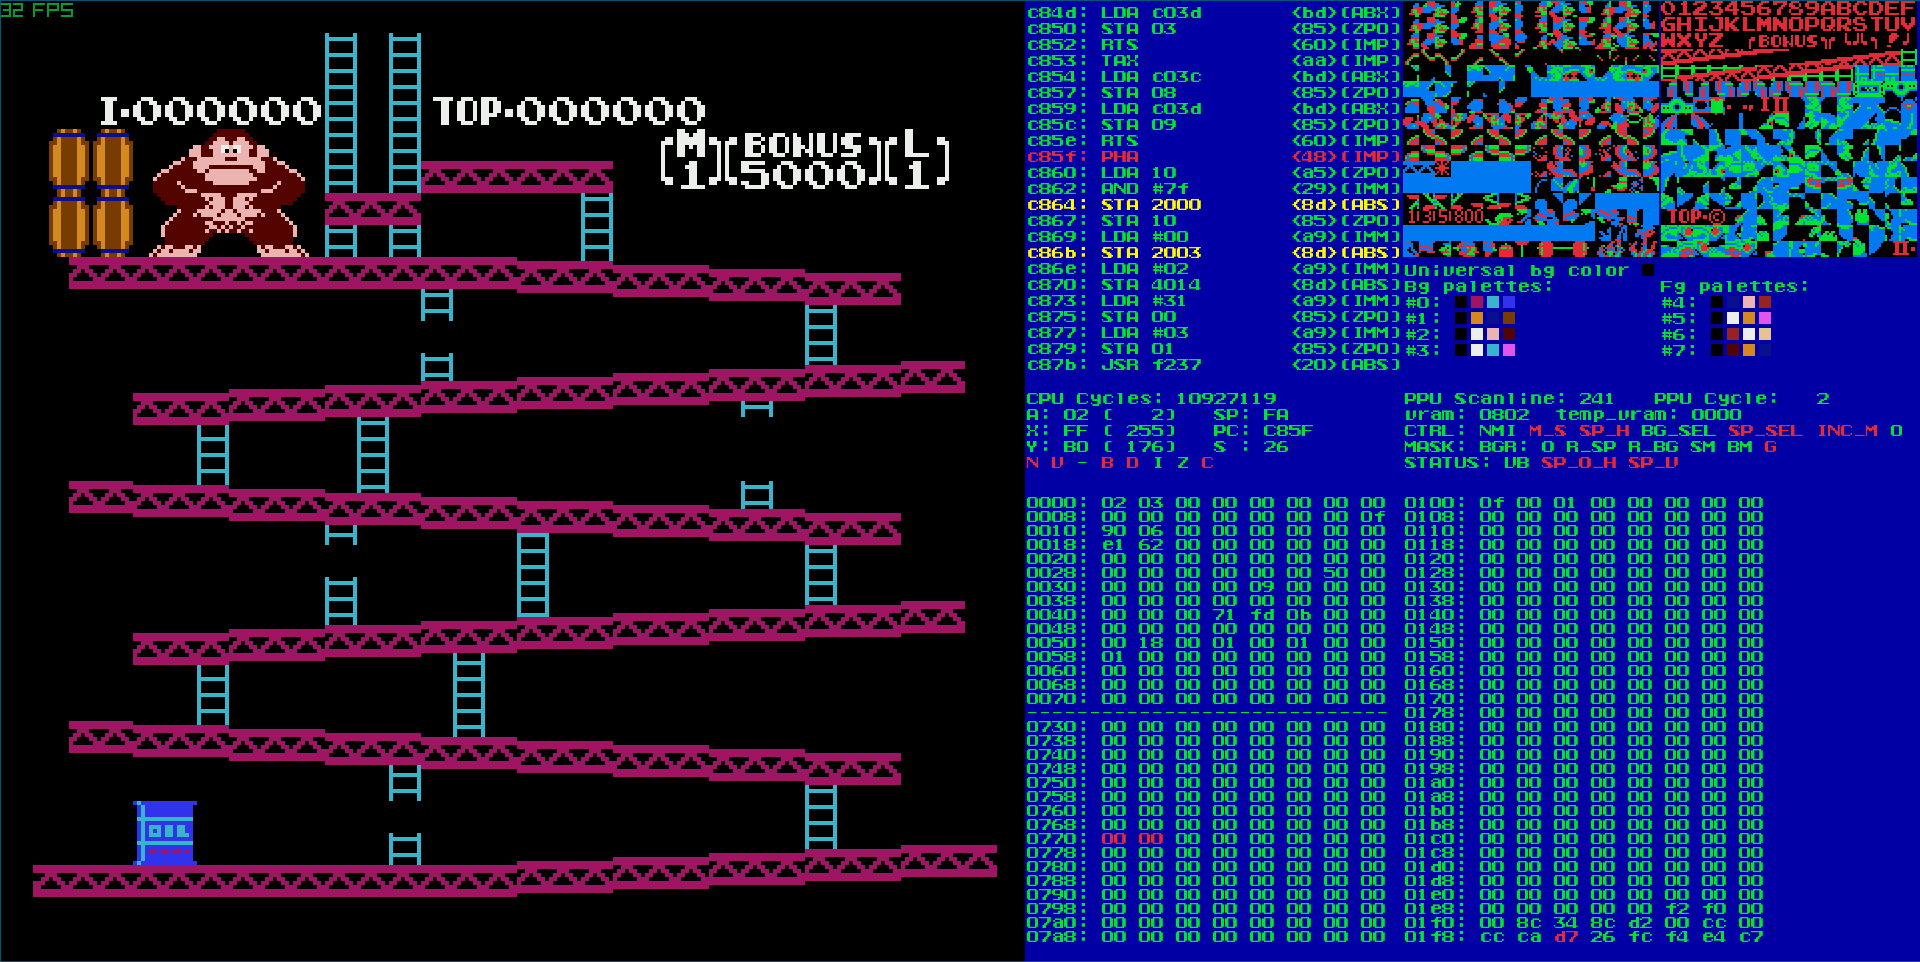 32 FPS
I-000000
TOP-000000
M BONUS L
1 5000 1
OIL
c84d: LDA c03d <bd>(ABX)
c850: STA 03 <85>(ZPO)
c852: RTS <60>(IMP)
c853: TAX <aa>(IMP)
c854: LDA c03c <bd>(ABX)
c857: STA 08 <85>(ZPO)
c859: LDA c03d <bd>(ABX)
c85c: STA 09 <85>(ZPO)
c85e: RTS <60>(IMP)
c85f: PHA <48>(IMP)
c860: LDA 10 <a5>(ZPO)
c862: AND #7f <29>(IMM)
c864: STA 2000 <8d>(ABS)
c867: STA 10 <85>(ZPO)
c869: LDA #00 <a9>(IMM)
c86b: STA 2003 <8d>(ABS)
c86e: LDA #02 <a9>(IMM)
c870: STA 4014 <8d>(ABS)
c873: LDA #31 <a9>(IMM)
c875: STA 00 <85>(ZPO)
c877: LDA #03 <a9>(IMM)
c879: STA 01 <85>(ZPO)
c87b: JSR f237 <20>(ABS)
0123456789ABCDEF
GHIJKLMNOPQRSTUV
WXYZ BONUS
TOP-©
II-
Universal bg color
Bg palettes: Fg palettes:
#0: #4:
#1: #5:
#2: #6:
#3: #7:
CPU Cycles: 10927119
A: 02 ( 2) SP: FA
X: FF ( 255) PC: C85F
Y: B0 ( 176) S : 26
N V - B D I Z C
PPU Scanline: 241 PPU Cycle: 2
vram: 0802 temp_vram: 0000
CTRL: NMI M_S SP_H BG_SEL SP_SEL INC_M 0
MASK: BGR: 0 R_SP R_BG SM BM G
STATUS: VB SP_O_H SP_V
0000: 02 03 00 00 00 00 00 00
0008: 00 00 00 00 00 00 00 0f
0010: 90 06 00 00 00 00 00 00
0018: e1 62 00 00 00 00 00 00
0020: 00 00 00 00 00 00 00 00
0028: 00 00 00 00 00 00 50 00
0030: 00 00 00 00 09 00 00 00
0038: 00 00 00 00 00 00 00 00
0040: 00 00 00 71 fd 0b 00 00
0048: 00 00 00 00 00 00 00 00
0050: 00 18 00 01 00 01 00 00
0058: 01 00 00 00 00 00 00 00
0060: 00 00 00 00 00 00 00 00
0068: 00 00 00 00 00 00 00 00
0070: 00 00 00 00 00 00 00 00
-----------------------------
0730: 00 00 00 00 00 00 00 00
0738: 00 00 00 00 00 00 00 00
0740: 00 00 00 00 00 00 00 00
0748: 00 00 00 00 00 00 00 00
0750: 00 00 00 00 00 00 00 00
0758: 00 00 00 00 00 00 00 00
0760: 00 00 00 00 00 00 00 00
0768: 00 00 00 00 00 00 00 00
0770: 00 00 00 00 00 00 00 00
0778: 00 00 00 00 00 00 00 00
0780: 00 00 00 00 00 00 00 00
0788: 00 00 00 00 00 00 00 00
0790: 00 00 00 00 00 00 00 00
0798: 00 00 00 00 00 00 00 00
07a0: 00 00 00 00 00 00 00 00
07a8: 00 00 00 00 00 00 00 00
0100: 0f 00 01 00 00 00 00 00
0108: 00 00 00 00 00 00 00 00
0110: 00 00 00 00 00 00 00 00
0118: 00 00 00 00 00 00 00 00
0120: 00 00 00 00 00 00 00 00
0128: 00 00 00 00 00 00 00 00
0130: 00 00 00 00 00 00 00 00
0138: 00 00 00 00 00 00 00 00
0140: 00 00 00 00 00 00 00 00
0148: 00 00 00 00 00 00 00 00
0150: 00 00 00 00 00 00 00 00
0158: 00 00 00 00 00 00 00 00
0160: 00 00 00 00 00 00 00 00
0168: 00 00 00 00 00 00 00 00
0170: 00 00 00 00 00 00 00 00
0178: 00 00 00 00 00 00 00 00
0180: 00 00 00 00 00 00 00 00
0188: 00 00 00 00 00 00 00 00
0190: 00 00 00 00 00 00 00 00
0198: 00 00 00 00 00 00 00 00
01a0: 00 00 00 00 00 00 00 00
01a8: 00 00 00 00 00 00 00 00
01b0: 00 00 00 00 00 00 00 00
01b8: 00 00 00 00 00 00 00 00
01c0: 00 00 00 00 00 00 00 00
01c8: 00 00 00 00 00 00 00 00
01d0: 00 00 00 00 00 00 00 00
01d8: 00 00 00 00 00 00 00 00
01e0: 00 00 00 00 00 00 00 00
01e8: 00 00 00 00 00 f2 f0 00
01f0: 00 8c 34 8c d2 00 cc 00
01f8: cc ca d7 26 fc f4 e4 c7